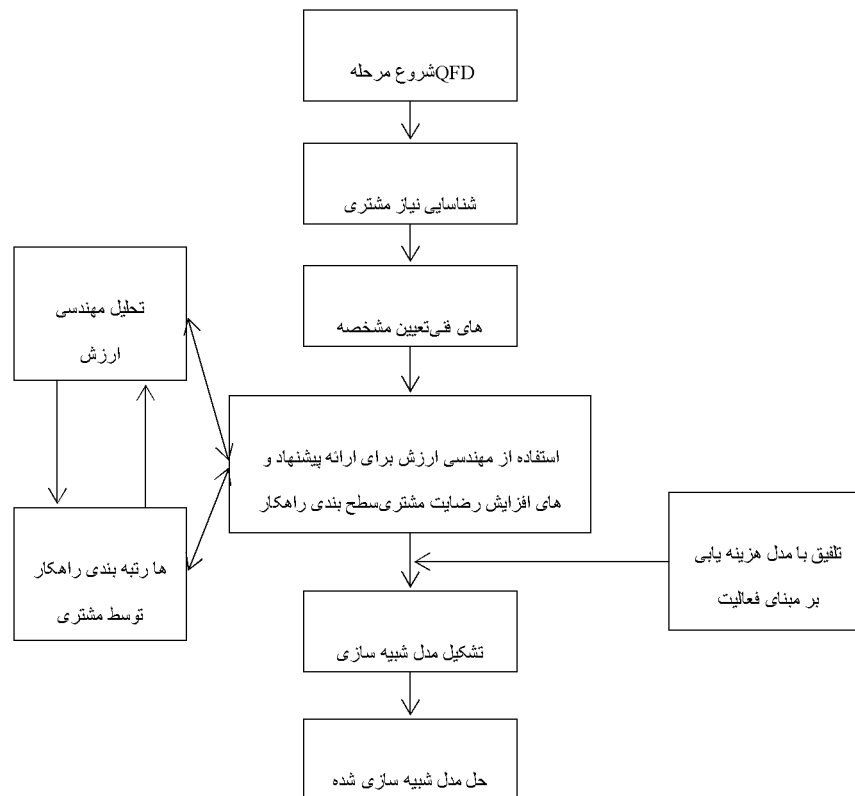 شروع مرحله QFD
شناسایی نیاز مشتری
های فنی‌تعیین مشخصه
تحلیل مهندسی
ارزش
استفاده از مهندسی ارزش برای ارائه پیشنهاد و
های افزایش رضایت مشتری‌سطح بندی راهکار
ها رتبه بندی راهکار
توسط مشتری
تلفیق با مدل هزینه یابی
بر مبنای فعالیت
تشکیل مدل شبیه سازی
حل مدل شبیه سازی شده